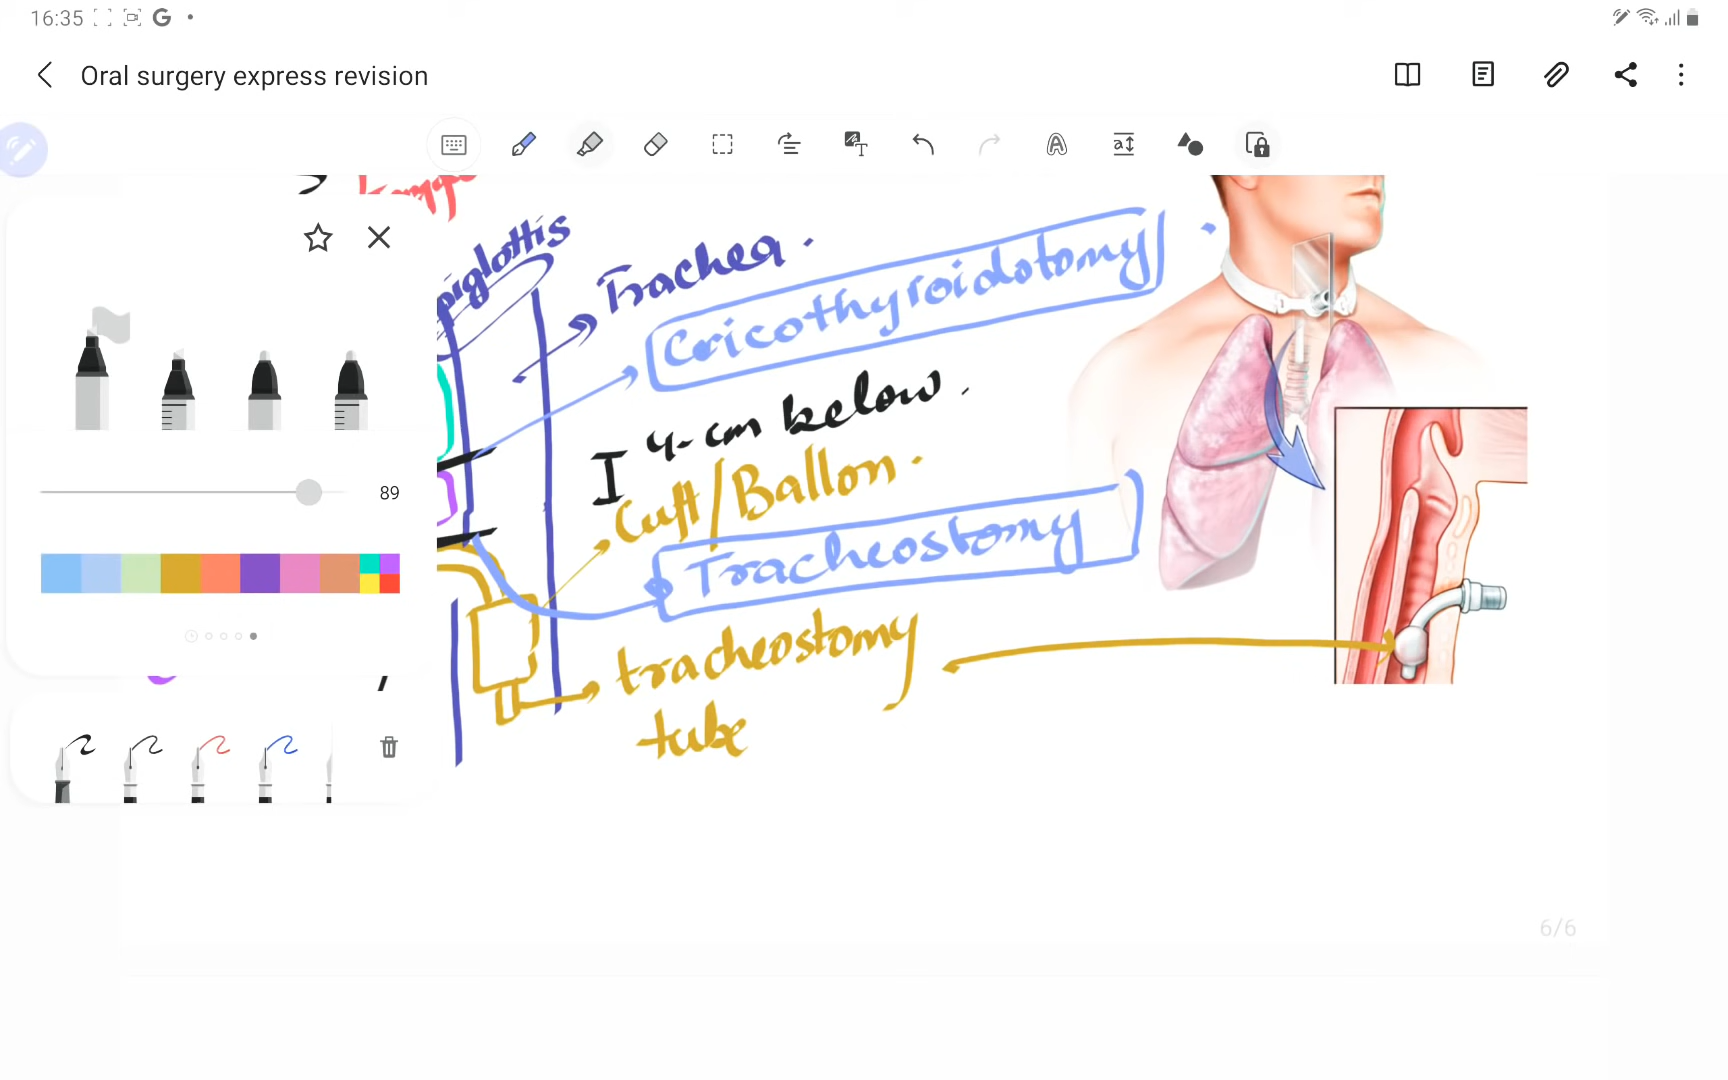 16:35
Oral surgery express revision
piglottis
Trachea.
Cricothyroidotomy
4-cm below.
Cuff/Ballon.
Tracheostomy
tracheostomy
tube
89
6/6